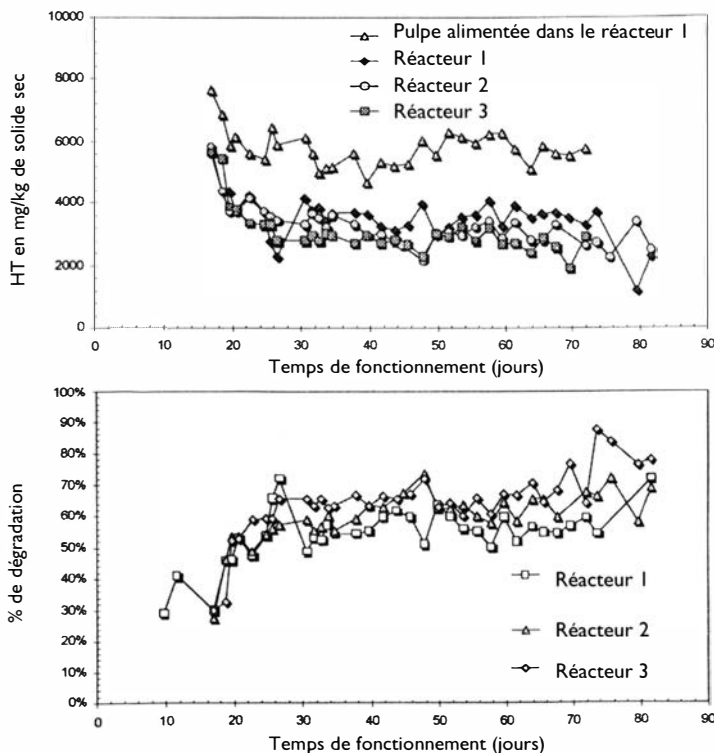 10000
8000
6000
4000
2000
0
HT en mg/kg de solide sec
Pulpe alimentée dans le réacteur 1
Réacteur 1
Réacteur 2
Réacteur 3
0 10 20 30 40 50 60 70 80 90
Temps de fonctionnement (jours)
100%
90%
80%
70%
60%
50%
40%
30%
20%
10%
0%
% de dégradation
Réacteur 1
Réacteur 2
Réacteur 3
0 10 20 30 40 50 60 70 80 90
Temps de fonctionnement (jours)